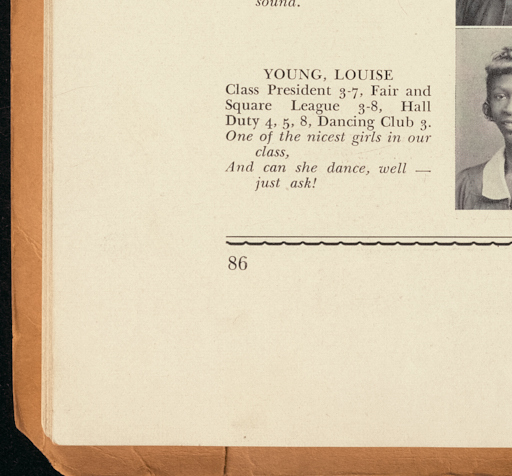 sound.
YOUNG, LOUISE
Class President 3-7, Fair and
Square League 3-8, Hall
Duty 4, 5, 8, Dancing Club 3.
One of the nicest girls in our
class,
And can she dance, well —
just ask!
86